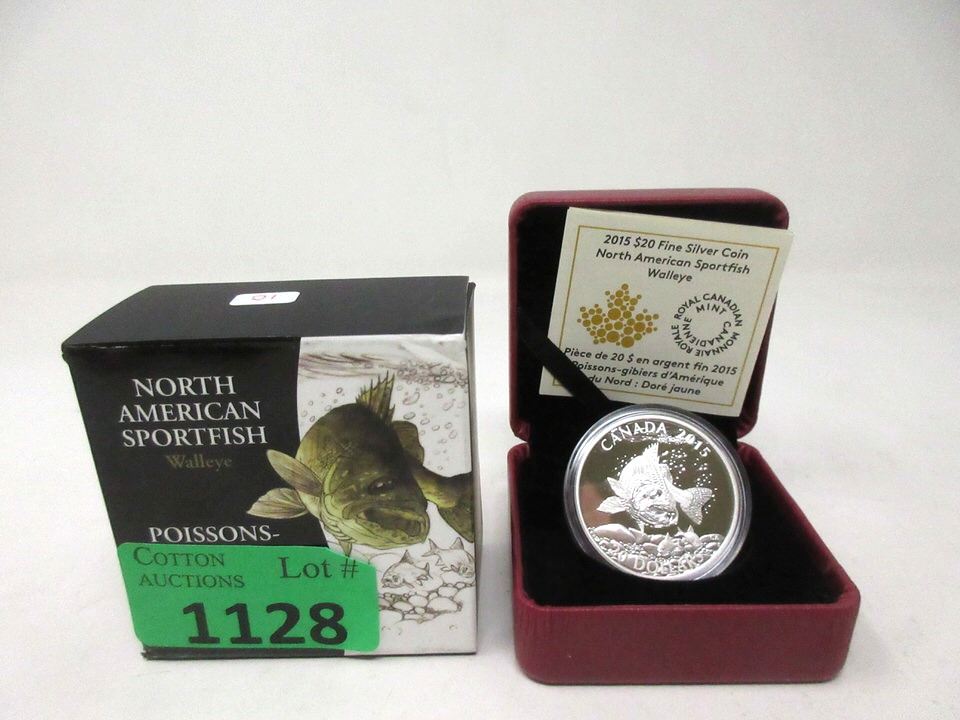 01
NORTH
AMERICAN
SPORTFISH
Walleye
POISSONS-
COTTON
AUCTIONS
Lot #
1128
2015 $20 Fine Silver Coin
North American Sportfish
Walleye
ROYAL CANADIAN MINT
MONNAIE ROYALE CANADIENNE
Pièce de 20 $ en argent fin 2015
Poissons-gibiers d'Amérique
du Nord : Doré jaune
CANADA 2015
20 DOLLARS